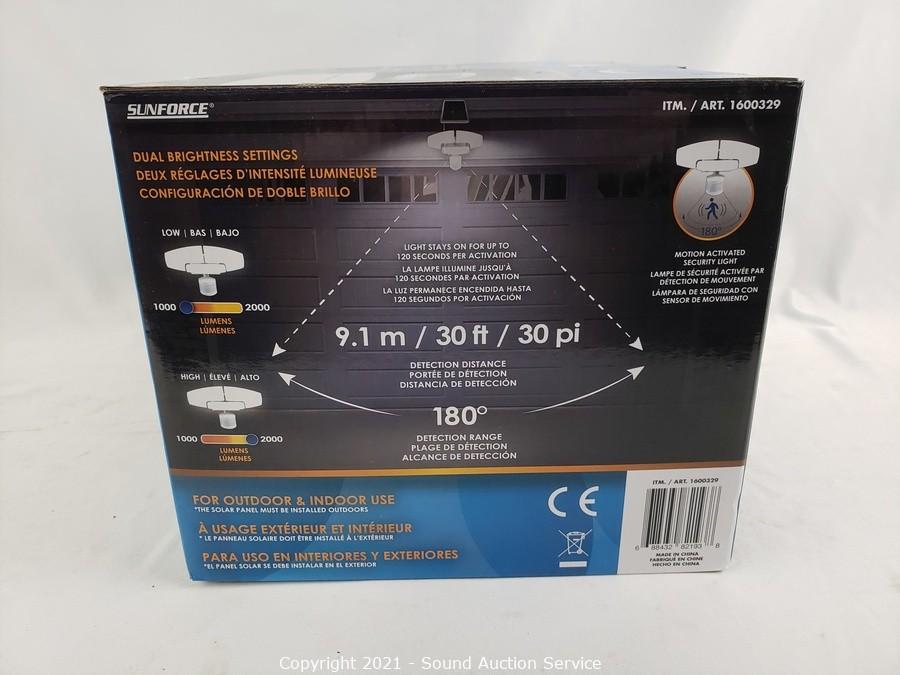 SUNFORCE®
ITM. / ART. 1600329
DUAL BRIGHTNESS SETTINGS
DEUX RÉGLAGES D'INTENSITÉ LUMINEUSE
CONFIGURACIÓN DE DOBLE BRILLO
LOW | BAS | BAJO
1000 2000
LUMENS
LÚMENES
HIGH | ÉLEVÉ | ALTO
1000 2000
LUMENS
LÚMENES
LIGHT STAYS ON FOR UP TO
120 SECONDS PER ACTIVATION
LA LAMPE ILLUMINE JUSQU'À
120 SECONDES PAR ACTIVATION
LA LUZ PERMANECE ENCENDIDA HASTA
120 SEGUNDOS POR ACTIVACIÓN
9.1 m / 30 ft / 30 pi
DETECTION DISTANCE
PORTÉE DE DÉTECTION
DISTANCIA DE DETECCIÓN
180°
DETECTION RANGE
PLAGE DE DÉTECTION
ALCANCE DE DETECCIÓN
180°
MOTION ACTIVATED
SECURITY LIGHT
LAMPE DE SÉCURITÉ ACTIVÉE PAR
DÉTECTION DE MOUVEMENT
LÁMPARA DE SEGURIDAD CON
SENSOR DE MOVIMIENTO
FOR OUTDOOR & INDOOR USE
*THE SOLAR PANEL MUST BE INSTALLED OUTDOORS
À USAGE EXTÉRIEUR ET INTÉRIEUR
* LE PANNEAU SOLAIRE DOIT ÊTRE INSTALLÉ À L'EXTÉRIEUR
PARA USO EN INTERIORES Y EXTERIORES
*EL PANEL SOLAR SE DEBE INSTALAR EN EL EXTERIOR
CE
ITM. / ART. 1600329
6 88432 82193 8
MADE IN CHINA
FABRIQUÉ EN CHINE
HECHO EN CHINA
Copyright 2021 - Sound Auction Service